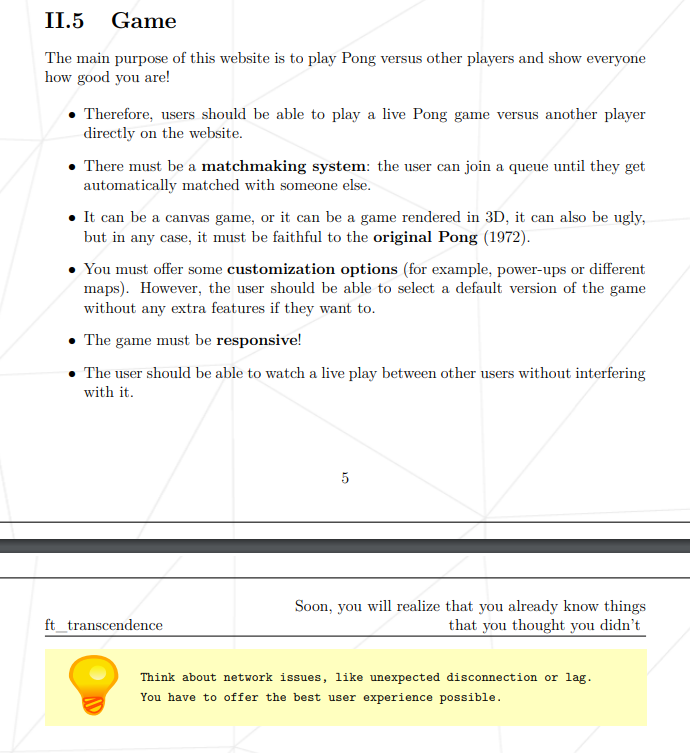 II.5 Game
The main purpose of this website is to play Pong versus other players and show everyone
how good you are!
• Therefore, users should be able to play a live Pong game versus another player
directly on the website.
• There must be a matchmaking system: the user can join a queue until they get
automatically matched with someone else.
• It can be a canvas game, or it can be a game rendered in 3D, it can also be ugly,
but in any case, it must be faithful to the original Pong (1972).
• You must offer some customization options (for example, power-ups or different
maps). However, the user should be able to select a default version of the game
without any extra features if they want to.
• The game must be responsive!
• The user should be able to watch a live play between other users without interfering
with it.
5
Soon, you will realize that you already know things
ft_transcendence that you thought you didn't
Think about network issues, like unexpected disconnection or lag.
You have to offer the best user experience possible.